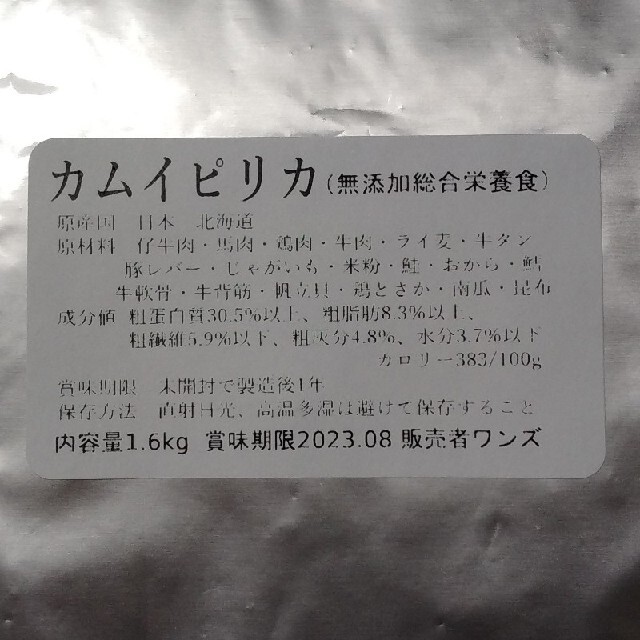 カムイピリカ(無添加総合栄養食)
原産国　日本　北海道
原材料　仔牛肉・馬肉・鶏肉・牛肉・ライ麦・牛タン
豚レバー・じゃがいも・米粉・鮭・おから・鱈
牛軟骨・牛背筋・帆立貝・鶏とさか・南瓜・昆布
成分値　粗蛋白質30.5%以上、粗脂肪8.3%以上、
粗繊維5.9%以下、粗灰分4.8%、水分3.7%以下
カロリー383/100g
賞味期限　未開封で製造後1年
保存方法　直射日光、高温多湿は避けて保存すること
内容量1.6kg　賞味期限2023.08 販売者ワンズ